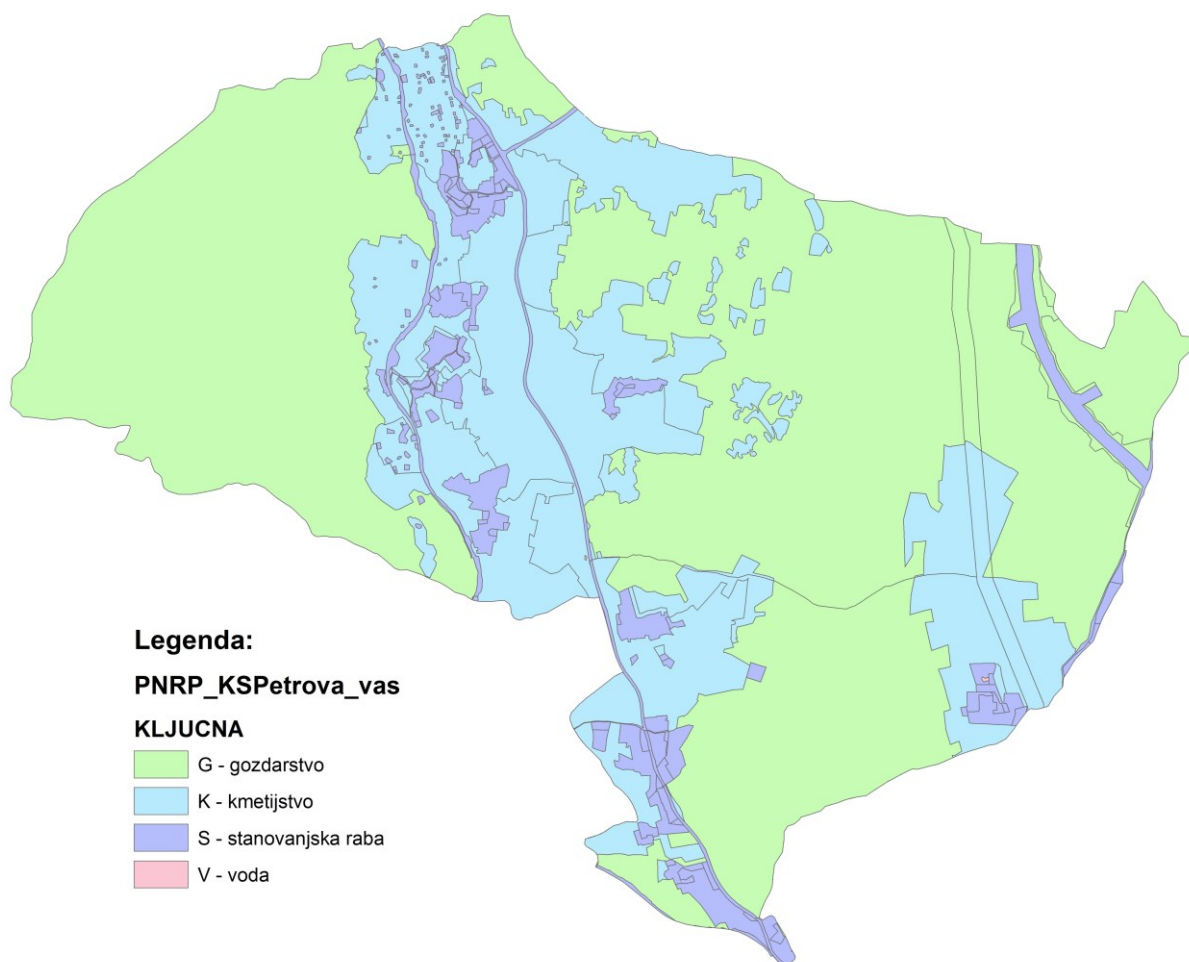 Legenda:
PNRP_KSPetrova_vas
KLJUCNA
G - gozdarstvo
K - kmetijstvo
S - stanovanjska raba
V - voda